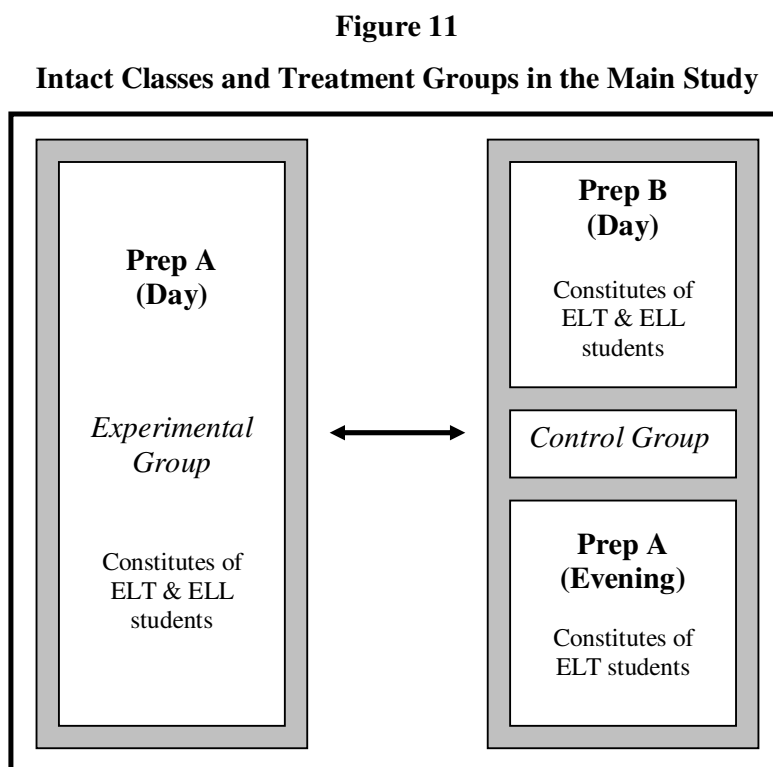 Figure 11
Intact Classes and Treatment Groups in the Main Study
Prep A
(Day)
Experimental
Group
Constitutes of
ELT & ELL
students
Prep B
(Day)
Constitutes of
ELT & ELL
students
Control Group
Prep A
(Evening)
Constitutes of
ELT students